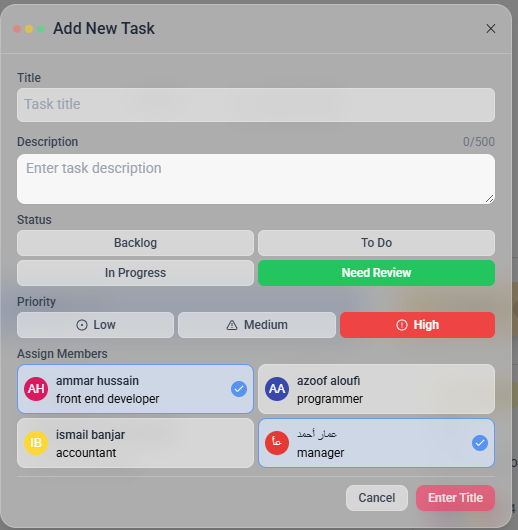 Add New Task
Title
Task title
Description 0/500
Enter task description
Status
Backlog To Do
In Progress Need Review
Priority
Low Medium High
Assign Members
AH ammar hussain
front end developer
AA azoof aloufi
programmer
IB ismail banjar
accountant
عأ عمار أحمد
manager
Cancel Enter Title